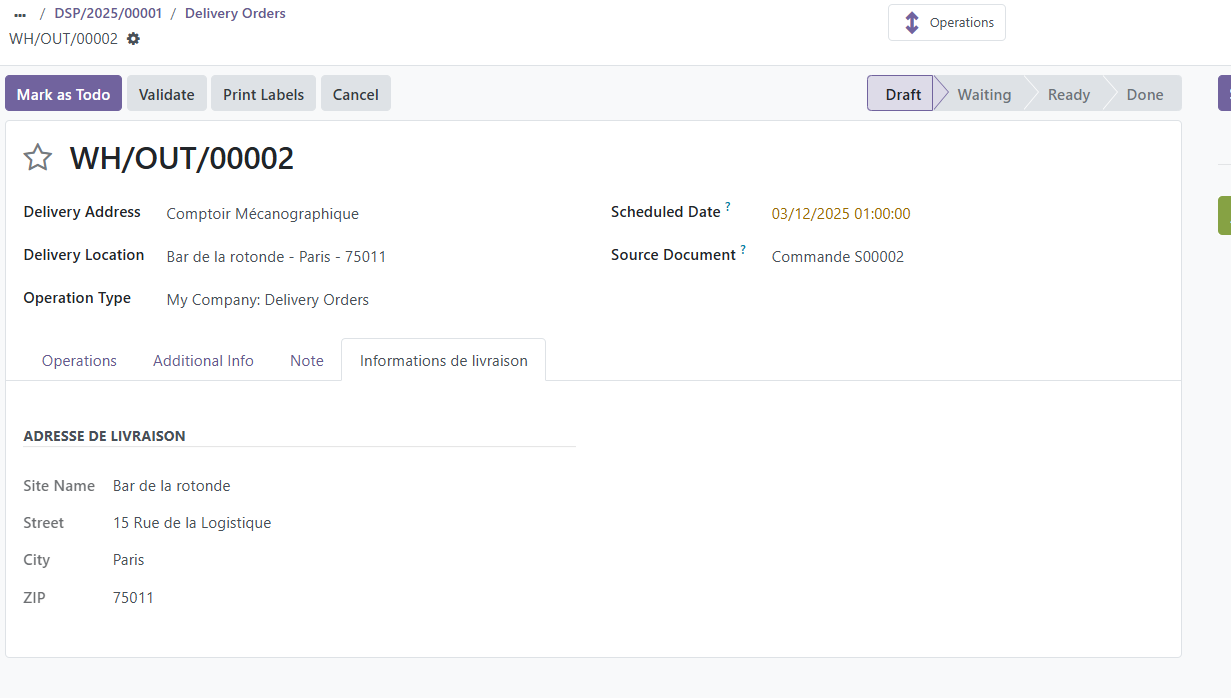 ... / DSP/2025/00001 / Delivery Orders
WH/OUT/00002
Operations
Mark as Todo Validate Print Labels Cancel
Draft Waiting Ready Done
WH/OUT/00002
Delivery Address Comptoir Mécanographique
Scheduled Date ? 03/12/2025 01:00:00
Delivery Location Bar de la rotonde - Paris - 75011
Source Document ? Commande S00002
Operation Type My Company: Delivery Orders
Operations Additional Info Note Informations de livraison
ADRESSE DE LIVRAISON
Site Name Bar de la rotonde
Street 15 Rue de la Logistique
City Paris
ZIP 75011